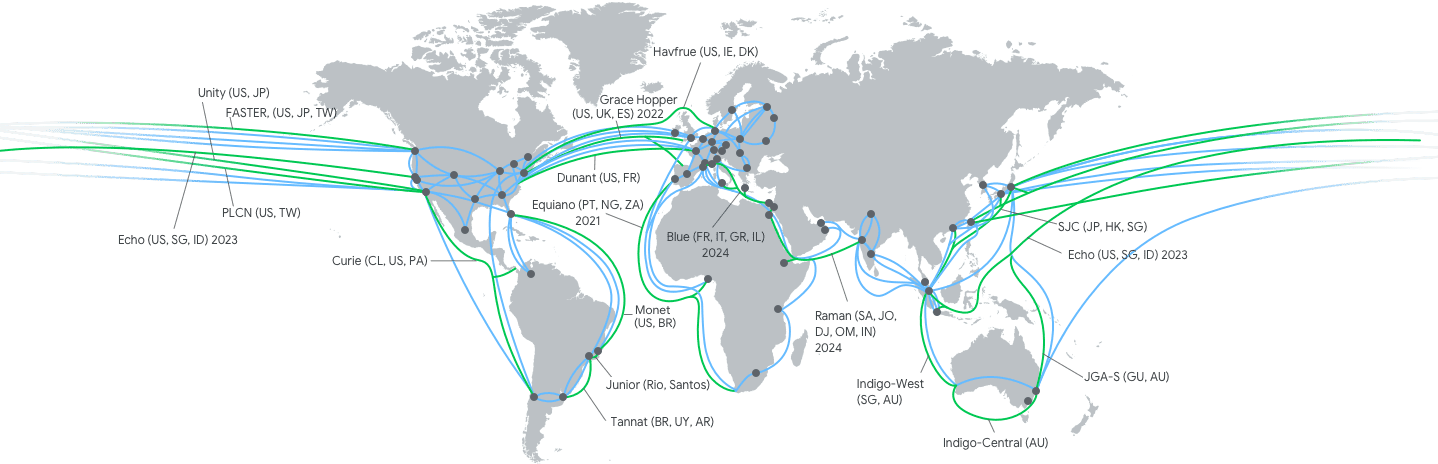 Havfrue (US, IE, DK)
Unity (US, JP)
FASTER, (US, JP, TW)
Grace Hopper
(US, UK, ES) 2022
Dunant (US, FR)
Equiano (PT, NG, ZA)
2021
PLCN (US, TW)
Echo (US, SG, ID) 2023
Blue (FR, IT, GR, IL)
2024
SJC (JP, HK, SG)
Echo (US, SG, ID) 2023
Curie (CL, US, PA)
Monet
(US, BR)
Raman (SA, JO,
DJ, OM, IN)
2024
Junior (Rio, Santos)
Indigo-West
(SG, AU)
JGA-S (GU, AU)
Tannat (BR, UY, AR)
Indigo-Central (AU)